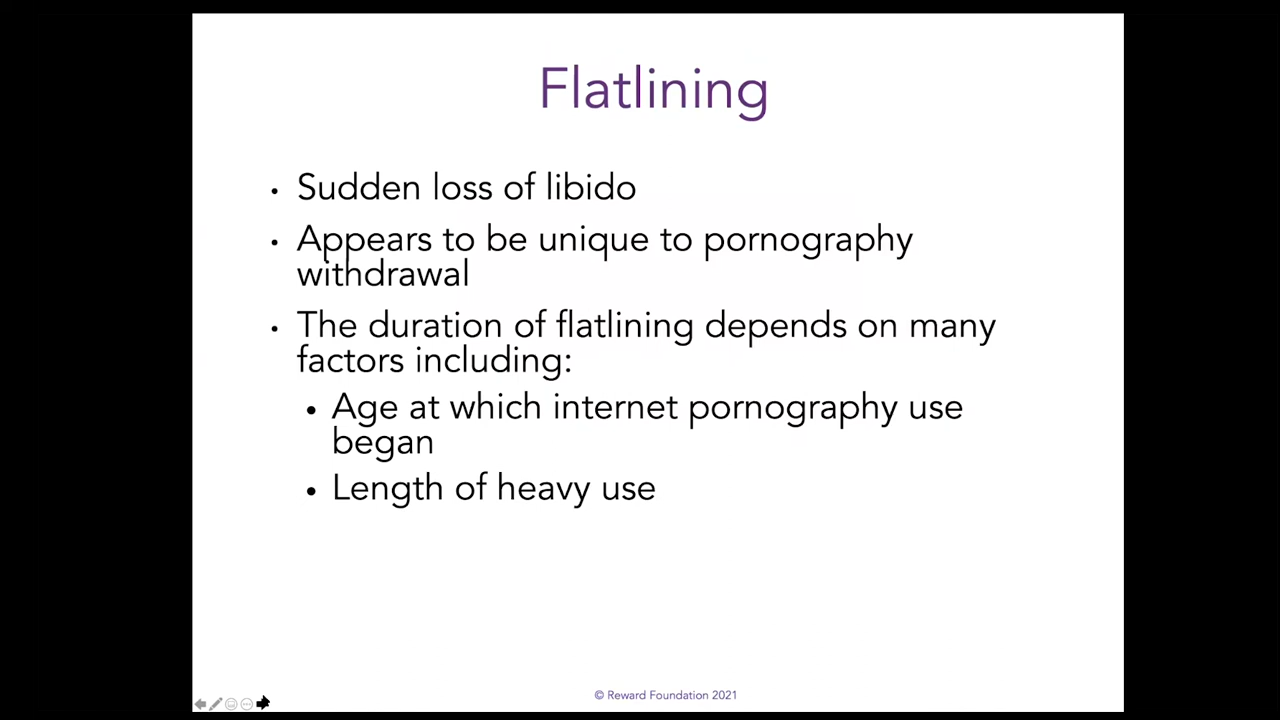 Flatlining
• Sudden loss of libido
• Appears to be unique to pornography
withdrawal
• The duration of flatlining depends on many
factors including:
• Age at which internet pornography use
began
• Length of heavy use
© Reward Foundation 2021